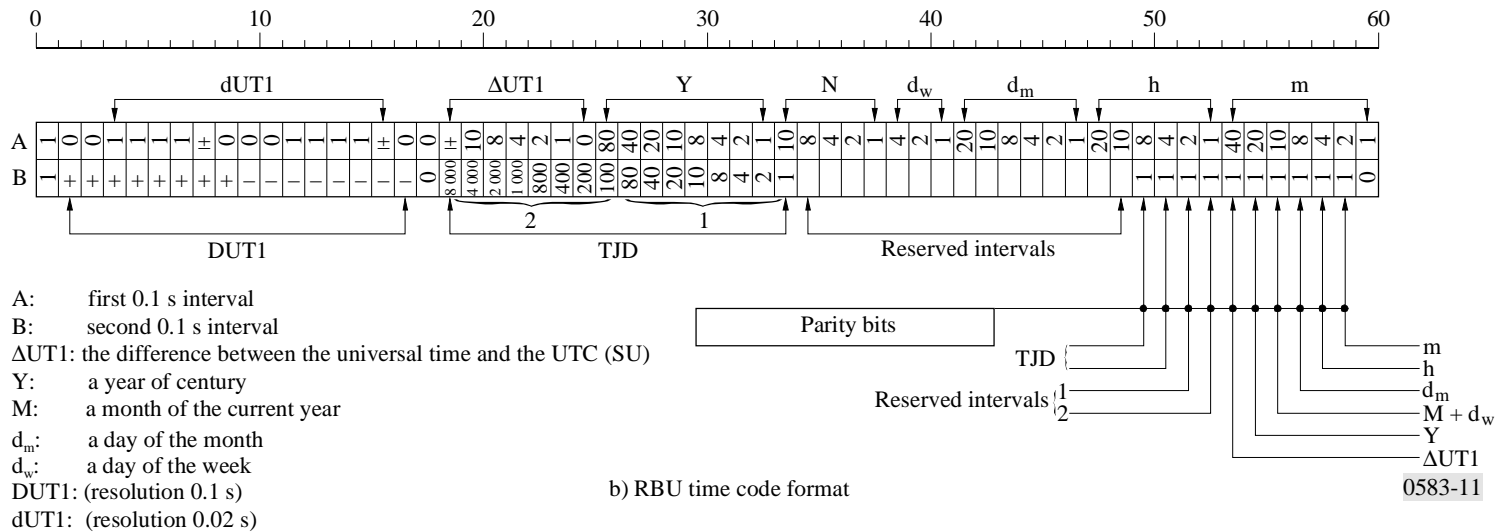 0 10 20 30 40 50 60
dUT1 ΔUT1 Y N d_w d_m h m
A 1 0 0 1 1 1 1 ± 0 0 0 1 1 1 1 ± 0 0 ± 10 8 4 2 1 0 80 40 20 10 8 4 2 1 10 8 4 2 1 4 2 1 20 10 8 4 2 1 20 10 8 4 2 1 40 20 10 8 4 2 1
B 1 + + + + + + + + – – – – – – – – 0 8 000 4 000 2 000 1 000 800 400 200 100 80 40 20 10 8 4 2 1 1 1 1 1 1 1 1 1 1 1 0
2 1
DUT1 TJD Reserved intervals
A: first 0.1 s interval
B: second 0.1 s interval
ΔUT1: the difference between the universal time and the UTC (SU)
Y: a year of century
M: a month of the current year
d_m: a day of the month
d_w: a day of the week
DUT1: (resolution 0.1 s)
dUT1: (resolution 0.02 s)
Parity bits
TJD
Reserved intervals 1
2
m
h
d_m
M + d_w
Y
ΔUT1
b) RBU time code format
0583-11